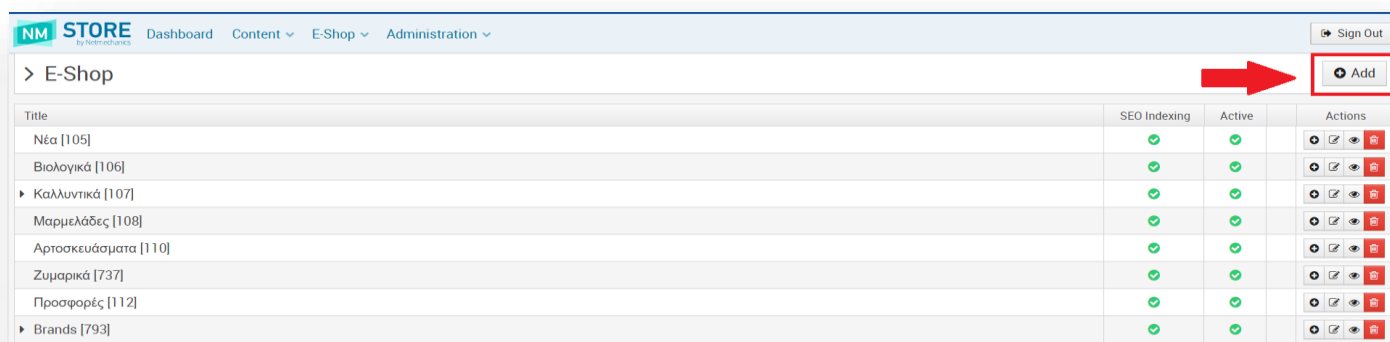 NM STORE by Netmechanics Dashboard Content E-Shop Administration Sign Out
E-Shop Add
Title SEO Indexing Active Actions
Νέα [105]
Βιολογικά [106]
Καλλυντικά [107]
Μαρμελάδες [108]
Αρτοσκευάσματα [110]
Ζυμαρικά [737]
Προσφορές [112]
Brands [793]